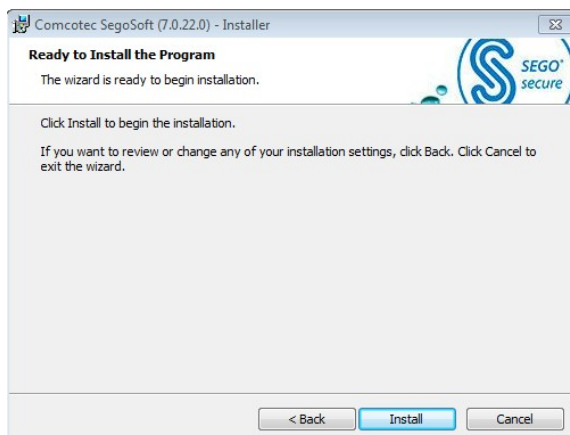 Comcotec SegoSoft (7.0.22.0) - Installer
Ready to Install the Program
The wizard is ready to begin installation.
SEGO®
secure
Click Install to begin the installation.
If you want to review or change any of your installation settings, click Back. Click Cancel to
exit the wizard.
< Back
Install
Cancel